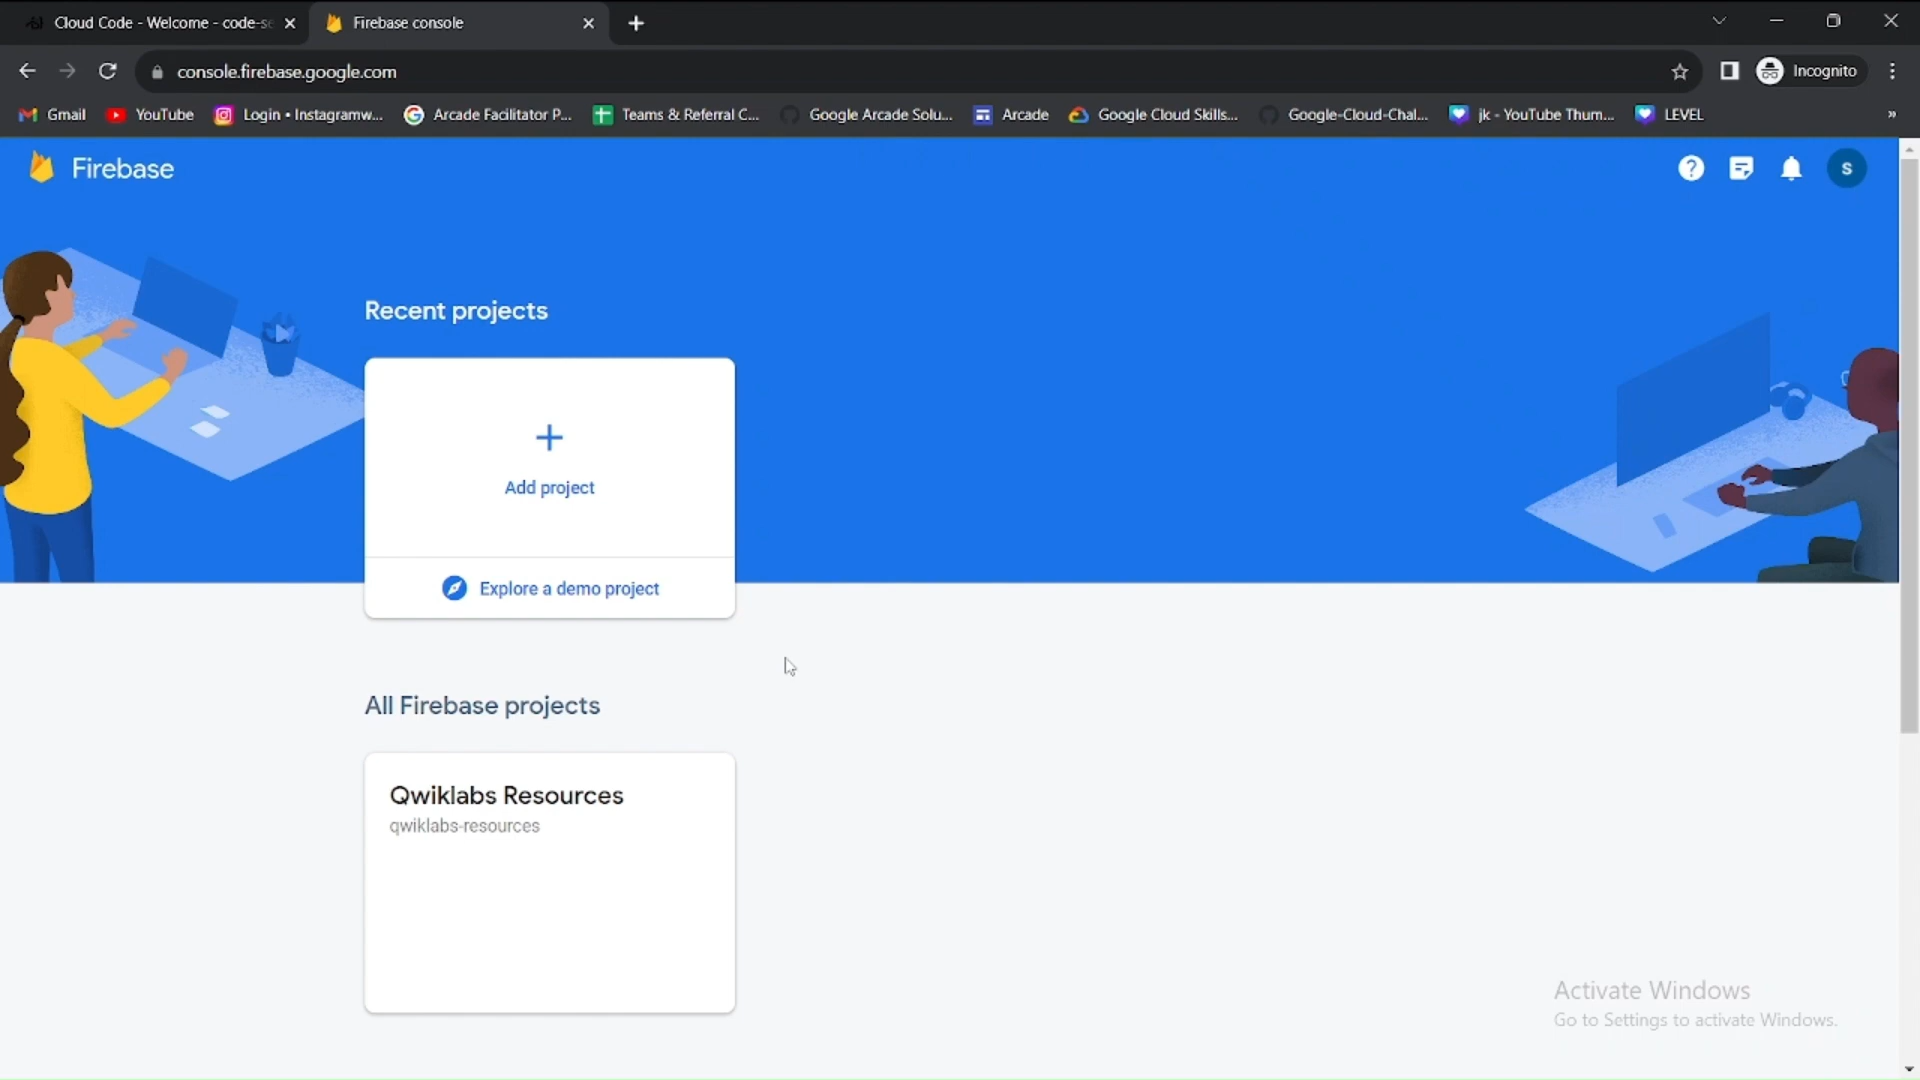 Cloud Code - Welcome - code-se
Firebase console
console.firebase.google.com
Incognito
Gmail
YouTube
Login • Instagramw...
Arcade Facilitator P...
Teams & Referral C...
Google Arcade Solu...
Arcade
Google Cloud Skills...
Google-Cloud-Chal...
jk - YouTube Thum...
LEVEL
»
Firebase
S
Recent projects
Add project
Explore a demo project
All Firebase projects
Qwiklabs Resources
qwiklabs-resources
Activate Windows
Go to Settings to activate Windows.